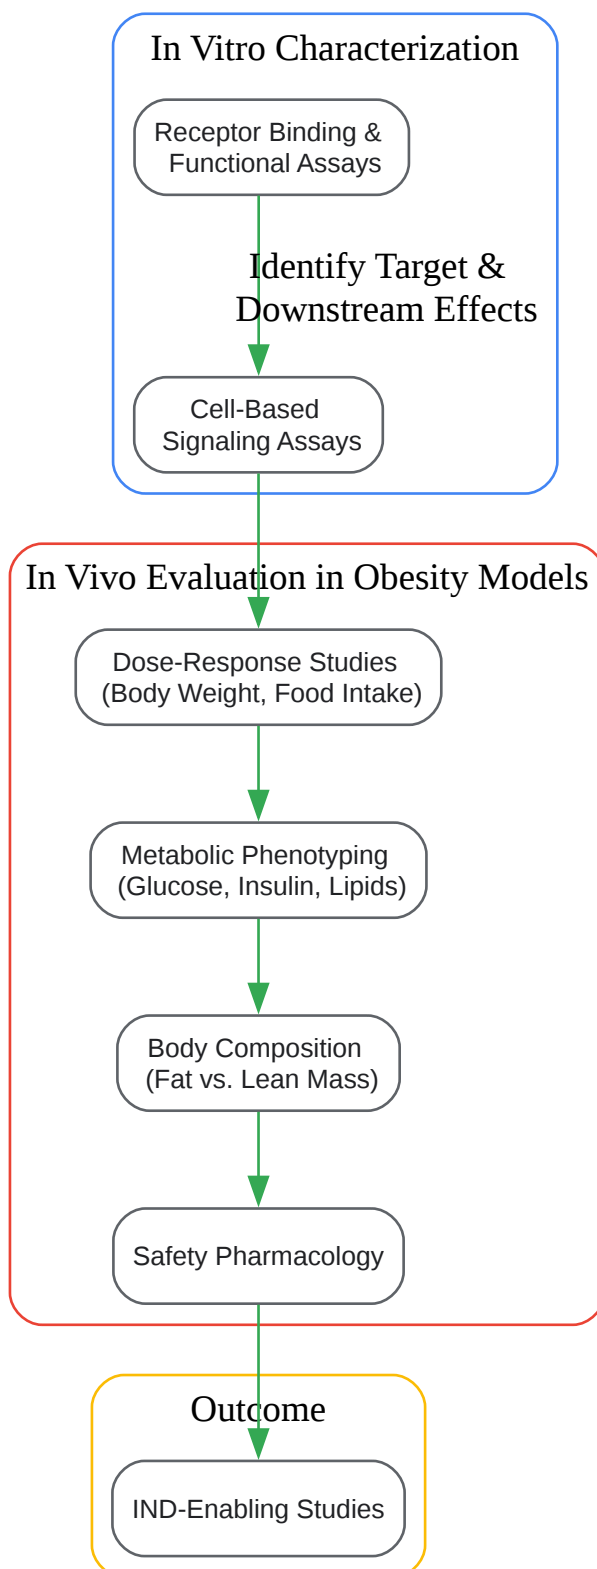 In Vitro Characterization
Receptor Binding &
Functional Assays
Identify Target &
Downstream Effects
Cell-Based
Signaling Assays
In Vivo Evaluation in Obesity Models
Dose-Response Studies
(Body Weight, Food Intake)
Metabolic Phenotyping
(Glucose, Insulin, Lipids)
Body Composition
(Fat vs. Lean Mass)
Safety Pharmacology
Outcome
IND-Enabling Studies